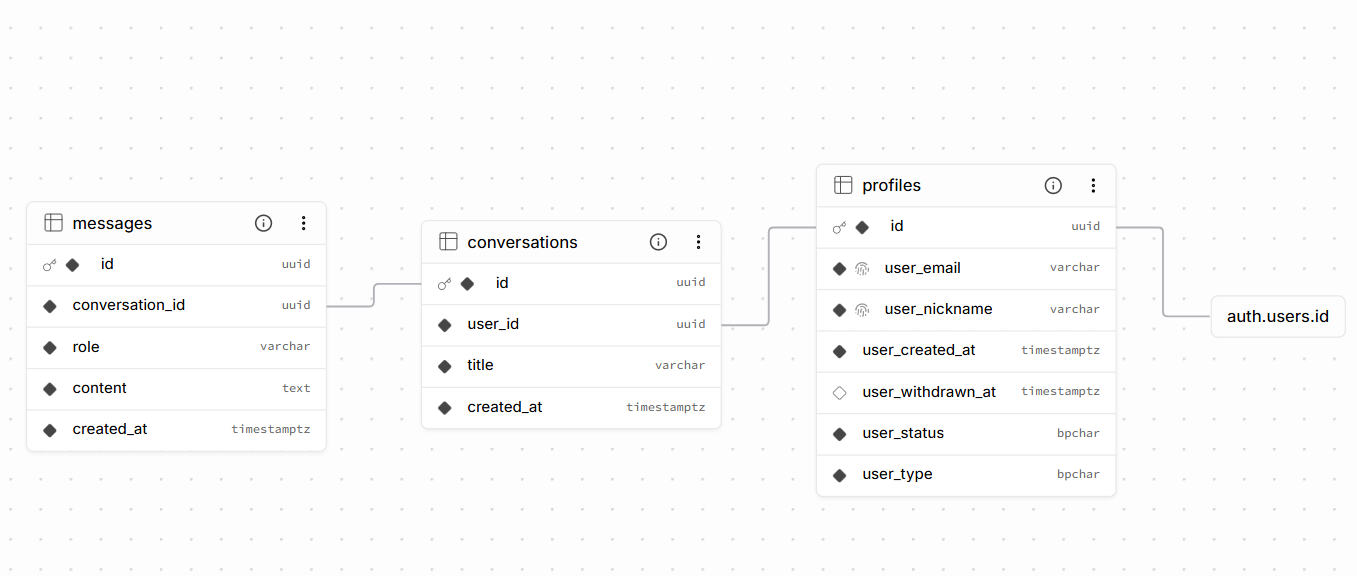 messages
id uuid
conversation_id uuid
role varchar
content text
created_at timestamptz
conversations
id uuid
user_id uuid
title varchar
created_at timestamptz
profiles
id uuid
user_email varchar
user_nickname varchar
user_created_at timestamptz
user_withdrawn_at timestamptz
user_status bpchar
user_type bpchar
auth.users.id